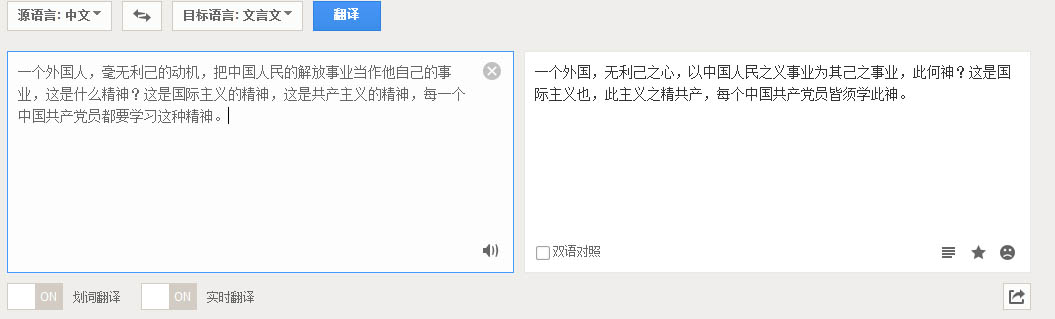 源语言: 中文 目标语言: 文言文 翻译
一个外国人，毫无利己的动机，把中国人民的解放事业当作他自己的事
业，这是什么精神？这是国际主义的精神，这是共产主义的精神，每一个
中国共产党员都要学习这种精神。
一个外国，无利己之心，以中国人民之义事业为其己之事业，此何神？这是国
际主义也，此主义之精共产，每个中国共产党员皆须学此神。
双语对照
ON 划词翻译 ON 实时翻译